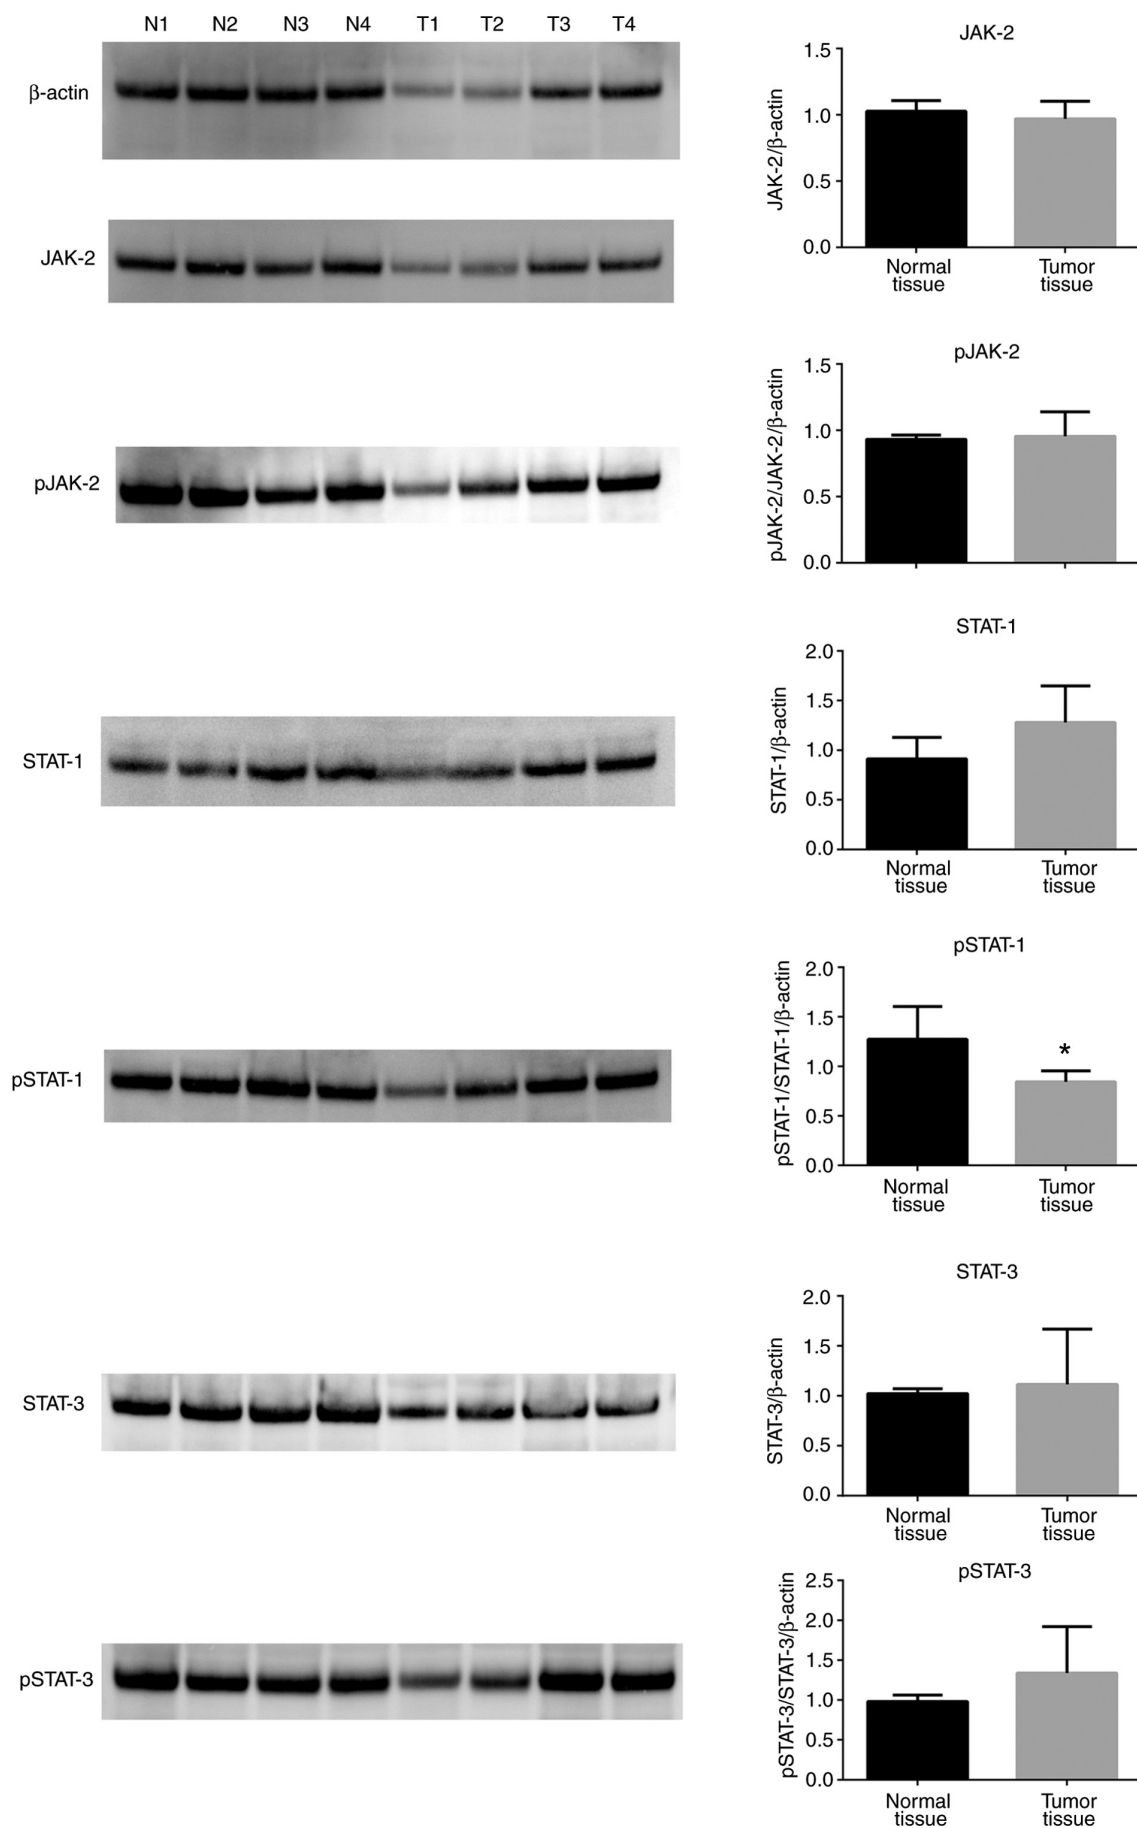 N1 N2 N3 N4 T1 T2 T3 T4
β-actin
JAK-2
pJAK-2
STAT-1
pSTAT-1
STAT-3
pSTAT-3
JAK-2
JAK-2/β-actin
1.5
1.0
0.5
0.0
Normal
tissue
Tumor
tissue
pJAK-2
pJAK-2/JAK-2/β-actin
1.5
1.0
0.5
0.0
STAT-1
STAT-1/β-actin
2.0
1.5
1.0
0.5
0.0
Normal
tissue
Tumor
tissue
pSTAT-1
pSTAT-1/STAT-1/β-actin
2.0
1.5
1.0
0.5
0.0
*
Normal
tissue
Tumor
tissue
STAT-3
STAT-3/β-actin
2.0
1.5
1.0
0.5
0.0
Normal
tissue
Tumor
tissue
pSTAT-3
pSTAT-3/STAT-3/β-actin
2.5
2.0
1.5
1.0
0.5
0.0
Normal
tissue
Tumor
tissue